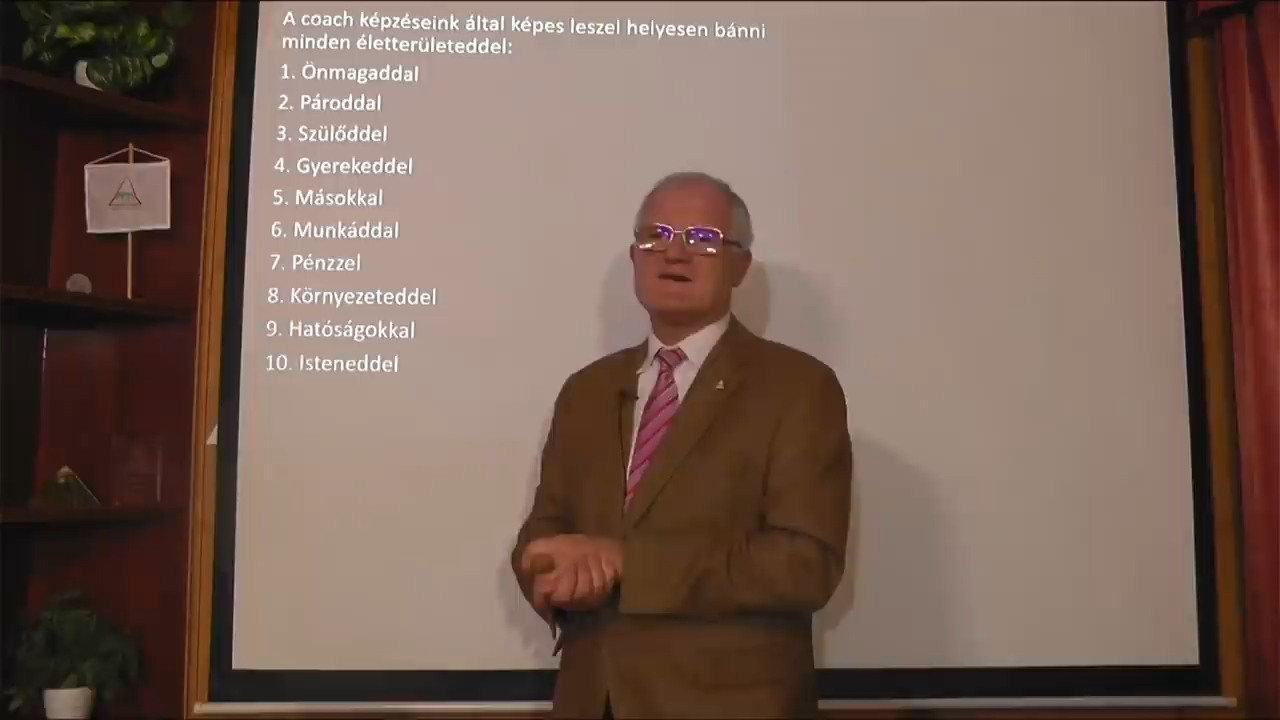 A coach képzéseink által képes leszel helyesen bánni
minden életterületeddel:
1. Önmagaddal
2. Pároddal
3. Szülőddel
4. Gyerekeddel
5. Másokkal
6. Munkáddal
7. Pénzzel
8. Környezeteddel
9. Hatóságokkal
10. Isteneddel